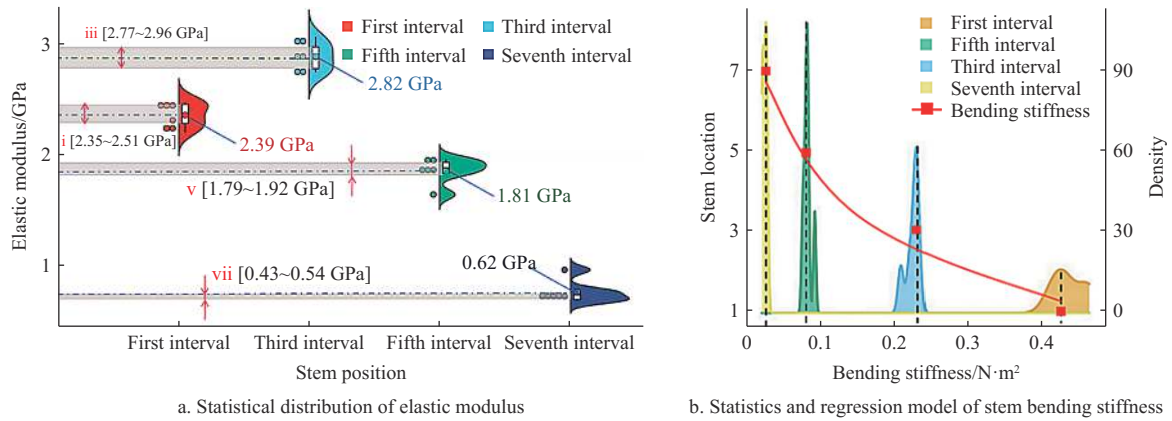 iii [2.77~2.96 GPa]
First interval
Third interval
Fifth interval
Seventh interval
3
2.82 GPa
i [2.35~2.51 GPa]
2.39 GPa
2
v [1.79~1.92 GPa]
1.81 GPa
1
vii [0.43~0.54 GPa]
0.62 GPa
Elastic modulus/GPa
First interval Third interval Fifth interval Seventh interval
Stem position
a. Statistical distribution of elastic modulus
First interval
Fifth interval
Third interval
Seventh interval
Bending stiffness
7
5
3
1
Stem location
90
60
30
0
Density
0 0.1 0.2 0.3 0.4
Bending stiffness/N·m²
b. Statistics and regression model of stem bending stiffness